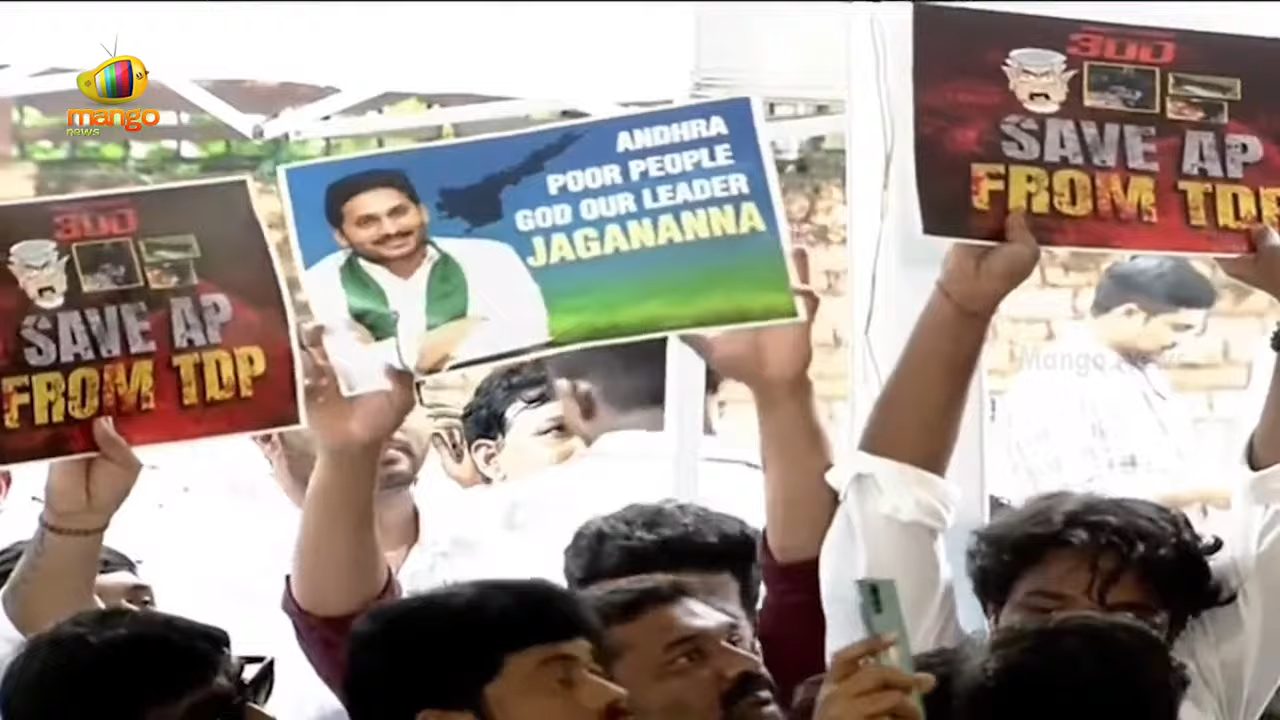 mango
news
300
SAVE AP
FROM TDP
ANDHRA
POOR PEOPLE
GOD OUR LEADER
JAGANANNA
300
SAVE AP
FROM TDP
Mango News